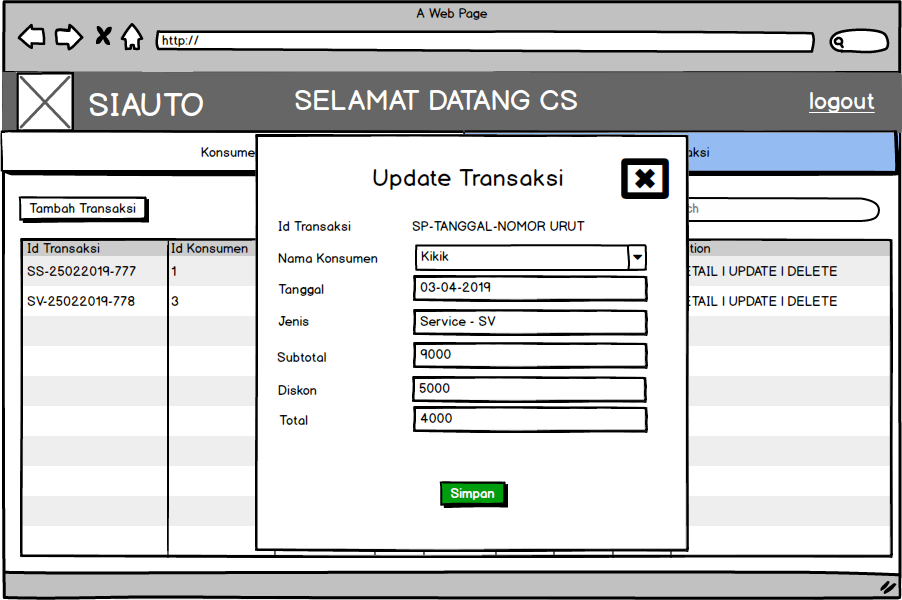 A Web Page
http://
SIAUTO
SELAMAT DATANG CS
logout
Konsume
aksi
Update Transaksi
Tambah Transaksi
ch
Id Transaksi
SP-TANGGAL-NOMOR URUT
Id Transaksi
Id Konsumen
tion
Nama Konsumen
Kikik
SS-25022019-777
1
ETAIL | UPDATE | DELETE
Tanggal
03-04-2019
SV-25022019-778
3
ETAIL | UPDATE | DELETE
Jenis
Service - SV
Subtotal
9000
Diskon
5000
Total
4000
Simpan